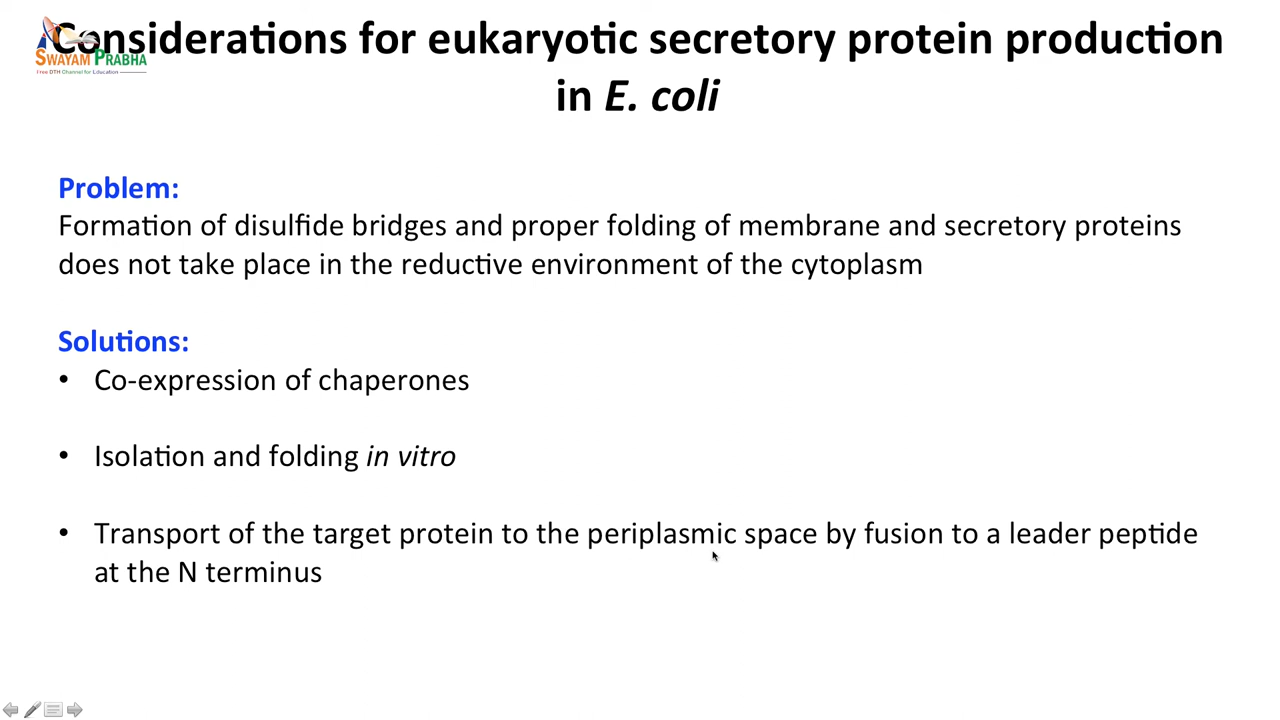 Considerations for eukaryotic secretory protein production
in E. coli
SWAYAM PRABHA
Free DTH Channel for Education
Problem:
Formation of disulfide bridges and proper folding of membrane and secretory proteins
does not take place in the reductive environment of the cytoplasm
Solutions:
• Co-expression of chaperones
• Isolation and folding in vitro
• Transport of the target protein to the periplasmic space by fusion to a leader peptide
at the N terminus